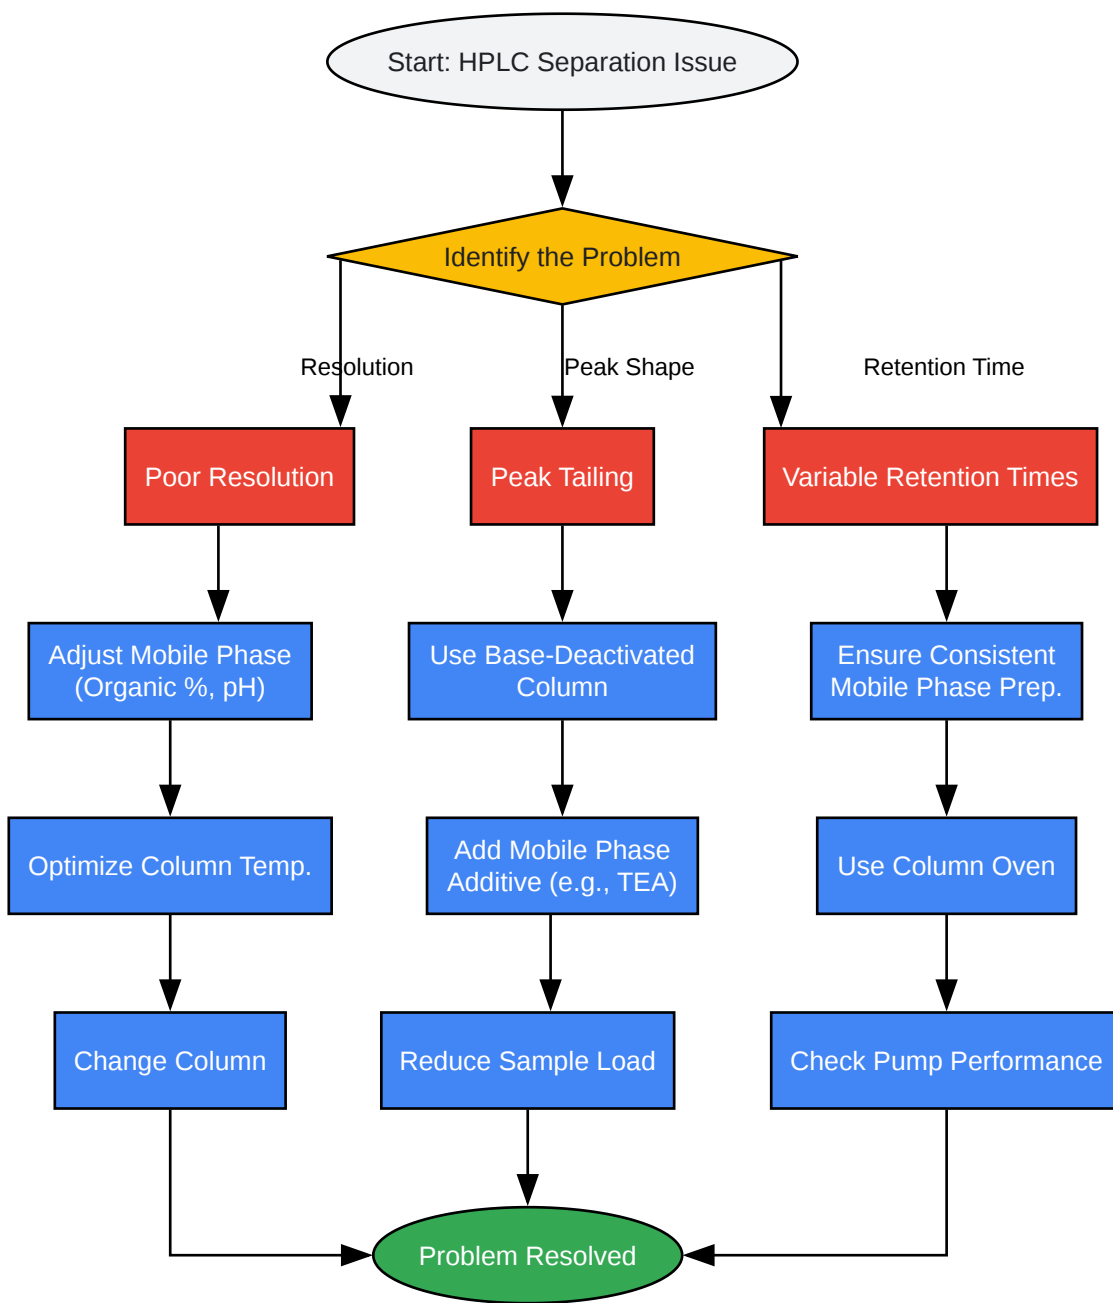 Start: HPLC Separation Issue
Identify the Problem
Resolution
Peak Shape
Retention Time
Poor Resolution
Peak Tailing
Variable Retention Times
Adjust Mobile Phase
(Organic %, pH)
Use Base-Deactivated
Column
Ensure Consistent
Mobile Phase Prep.
Optimize Column Temp.
Add Mobile Phase
Additive (e.g., TEA)
Use Column Oven
Change Column
Reduce Sample Load
Check Pump Performance
Problem Resolved